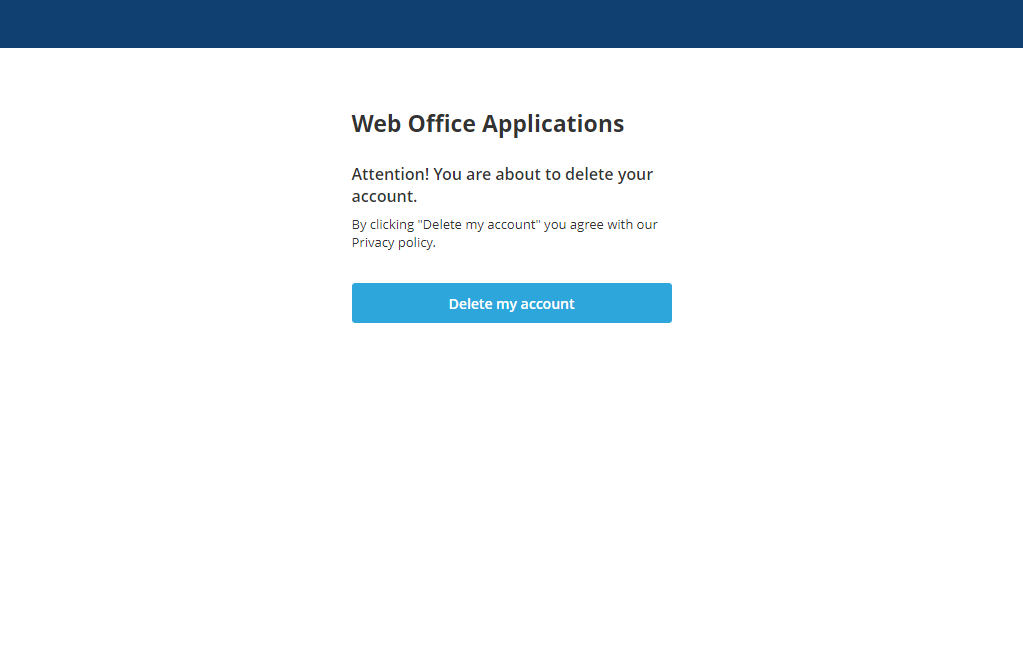 Web Office Applications
Attention! You are about to delete your
account.
By clicking "Delete my account" you agree with our
Privacy policy.
Delete my account